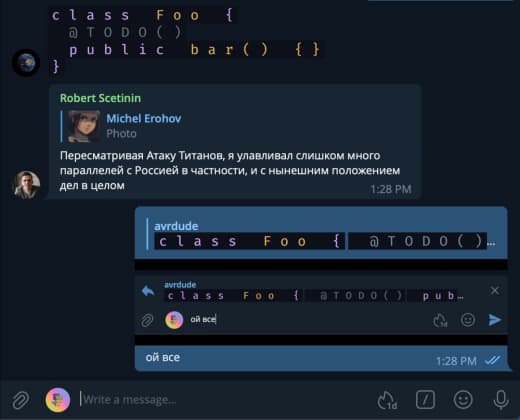 class Foo {
@TODO()
public bar() {}
}
Robert Scetinin
Michel Erohov
Photo
Пересматривая Атаку Титанов, я улавливал слишком много
параллелей с Россией в частности, и с нынешним положением
дел в целом
1:28 PM
avrdude
class Foo { @TODO()...
avrdude
class Foo { @TODO() pub...
ой все
1d
ой все
1:28 PM
Write a message...
1d